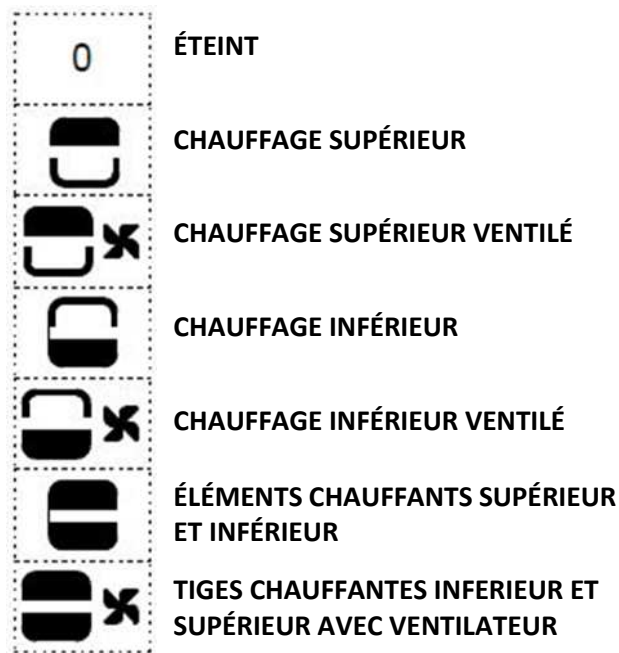 0
ÉTEINT
CHAUFFAGE SUPÉRIEUR
CHAUFFAGE SUPÉRIEUR VENTILÉ
CHAUFFAGE INFÉRIEUR
CHAUFFAGE INFÉRIEUR VENTILÉ
ÉLÉMENTS CHAUFFANTS SUPÉRIEUR
ET INFÉRIEUR
TIGES CHAUFFANTES INFERIEUR ET
SUPÉRIEUR AVEC VENTILATEUR